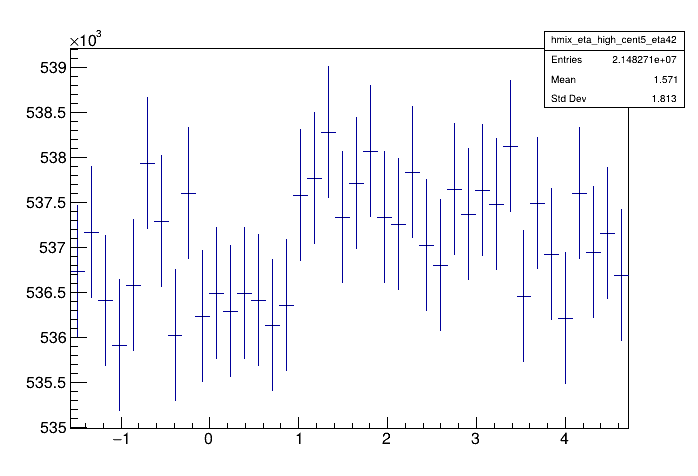 ×10³
hmix_eta_high_cent5_eta42
Entries 2.148271e+07
Mean 1.571
Std Dev 1.813
539
538.5
538
537.5
537
536.5
536
535.5
535
−1 0 1 2 3 4